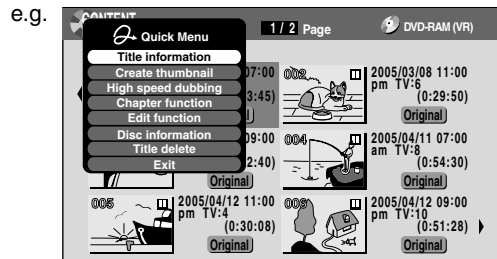 e.g.
CONTENT
1 / 2 Page
DVD-RAM (VR)
Quick Menu
Title information
Create thumbnail
High speed dubbing
Chapter function
Edit function
Disc information
Title delete
Exit
07:00
3:45)
002
2005/03/08 11:00
pm TV:6
(0:29:50)
Original
09:00
2:40)
Original
004
2005/04/11 07:00
am TV:8
(0:54:30)
Original
005
2005/04/12 11:00
pm TV:4
(0:30:08)
Original
006
2005/04/12 09:00
pm TV:10
(0:51:28)
Original